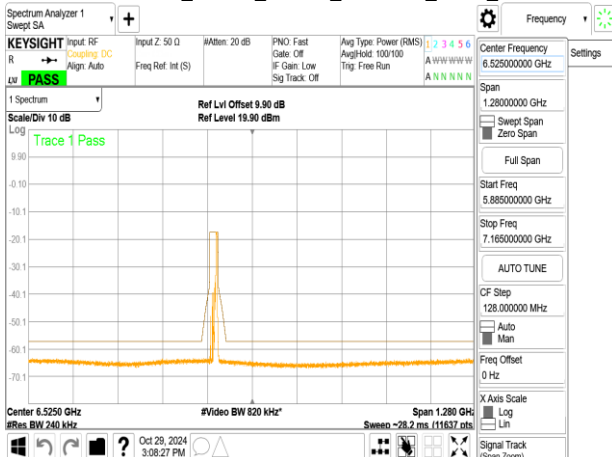 Spectrum Analyzer 1
Swept SA
Frequency
KEYSIGHT
R
LXI PASS
Input: RF
Coupling: DC
Align: Auto
Input Z: 50 Ω
Freq Ref: Int (S)
#Atten: 20 dB
PNO: Fast
Gate: Off
IF Gain: Low
Sig Track: Off
Avg Type: Power (RMS)
Avg|Hold: 100/100
Trig: Free Run
1 2 3 4 5 6
A W W W W W
A N N N N N
1 Spectrum
Scale/Div 10 dB
Ref Lvl Offset 9.90 dB
Ref Level 19.90 dBm
Log
Trace 1 Pass
9.90
-0.10
-10.1
-20.1
-30.1
-40.1
-50.1
-60.1
-70.1
Center 6.5250 GHz
#Res BW 240 kHz
#Video BW 820 kHz*
Span 1.280 GHz
Sweep ~28.2 ms (11637 pts
Oct 29, 2024
3:08:27 PM
?
Center Frequency
6.525000000 GHz
Settings
Span
1.28000000 GHz
Swept Span
Zero Span
Full Span
Start Freq
5.885000000 GHz
Stop Freq
7.165000000 GHz
AUTO TUNE
CF Step
128.000000 MHz
Auto
Man
Freq Offset
0 Hz
X Axis Scale
Log
Lin
Signal Track
(Span Zoom)